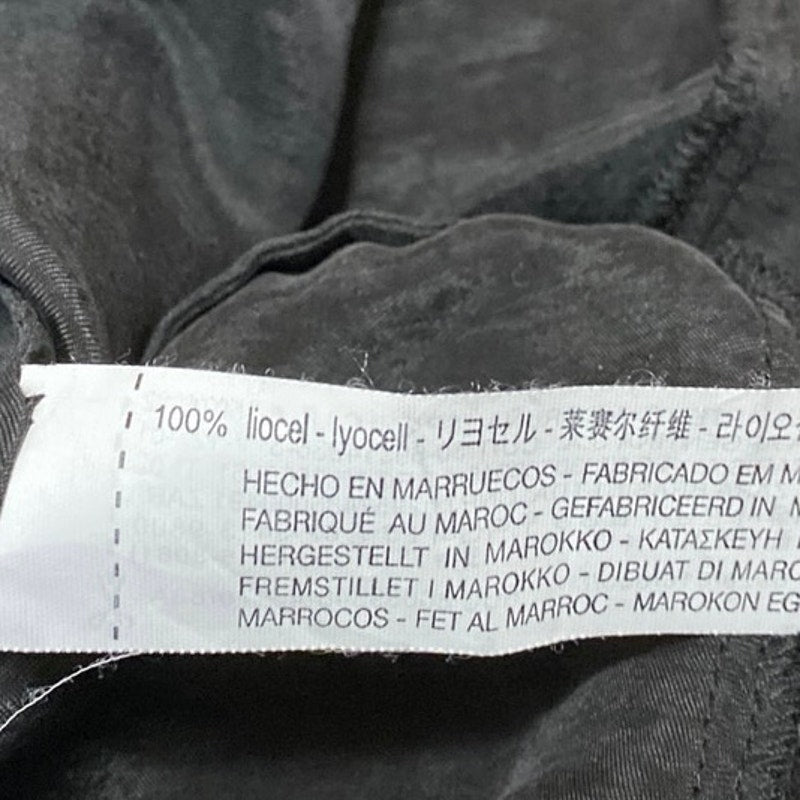 100% liocel - lyocell - リヨセル - 莱赛尔纤维 - 라이오
HECHO EN MARRUECOS - FABRICADO EM M
FABRIQUÉ AU MAROC - GEFABRICEERD IN M
HERGESTELLT IN MAROKKO - ΚΑΤΑΣΚΕΥΗ
FREMSTILLET I MAROKKO - DIBUAT DI MARO
MARROCOS - FET AL MARROC - MAROKON EG